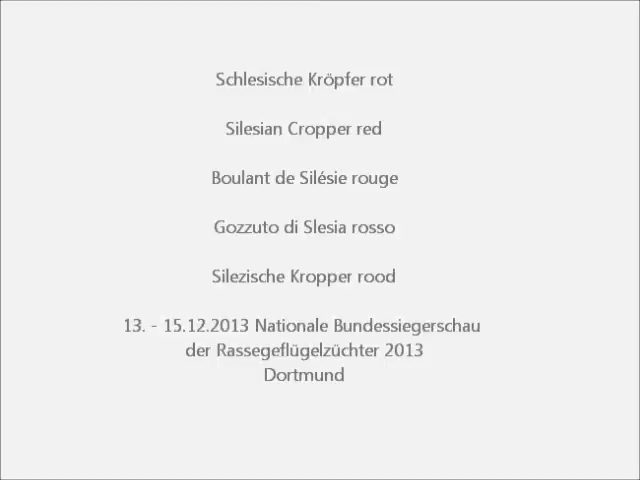 Schlesische Kröpfer rot
Silesian Cropper red
Boulant de Silésie rouge
Gozzuto di Slesia rosso
Silezische Kropper rood
13. - 15.12.2013 Nationale Bundessiegerschau
der Rassegeflügelzüchter 2013
Dortmund